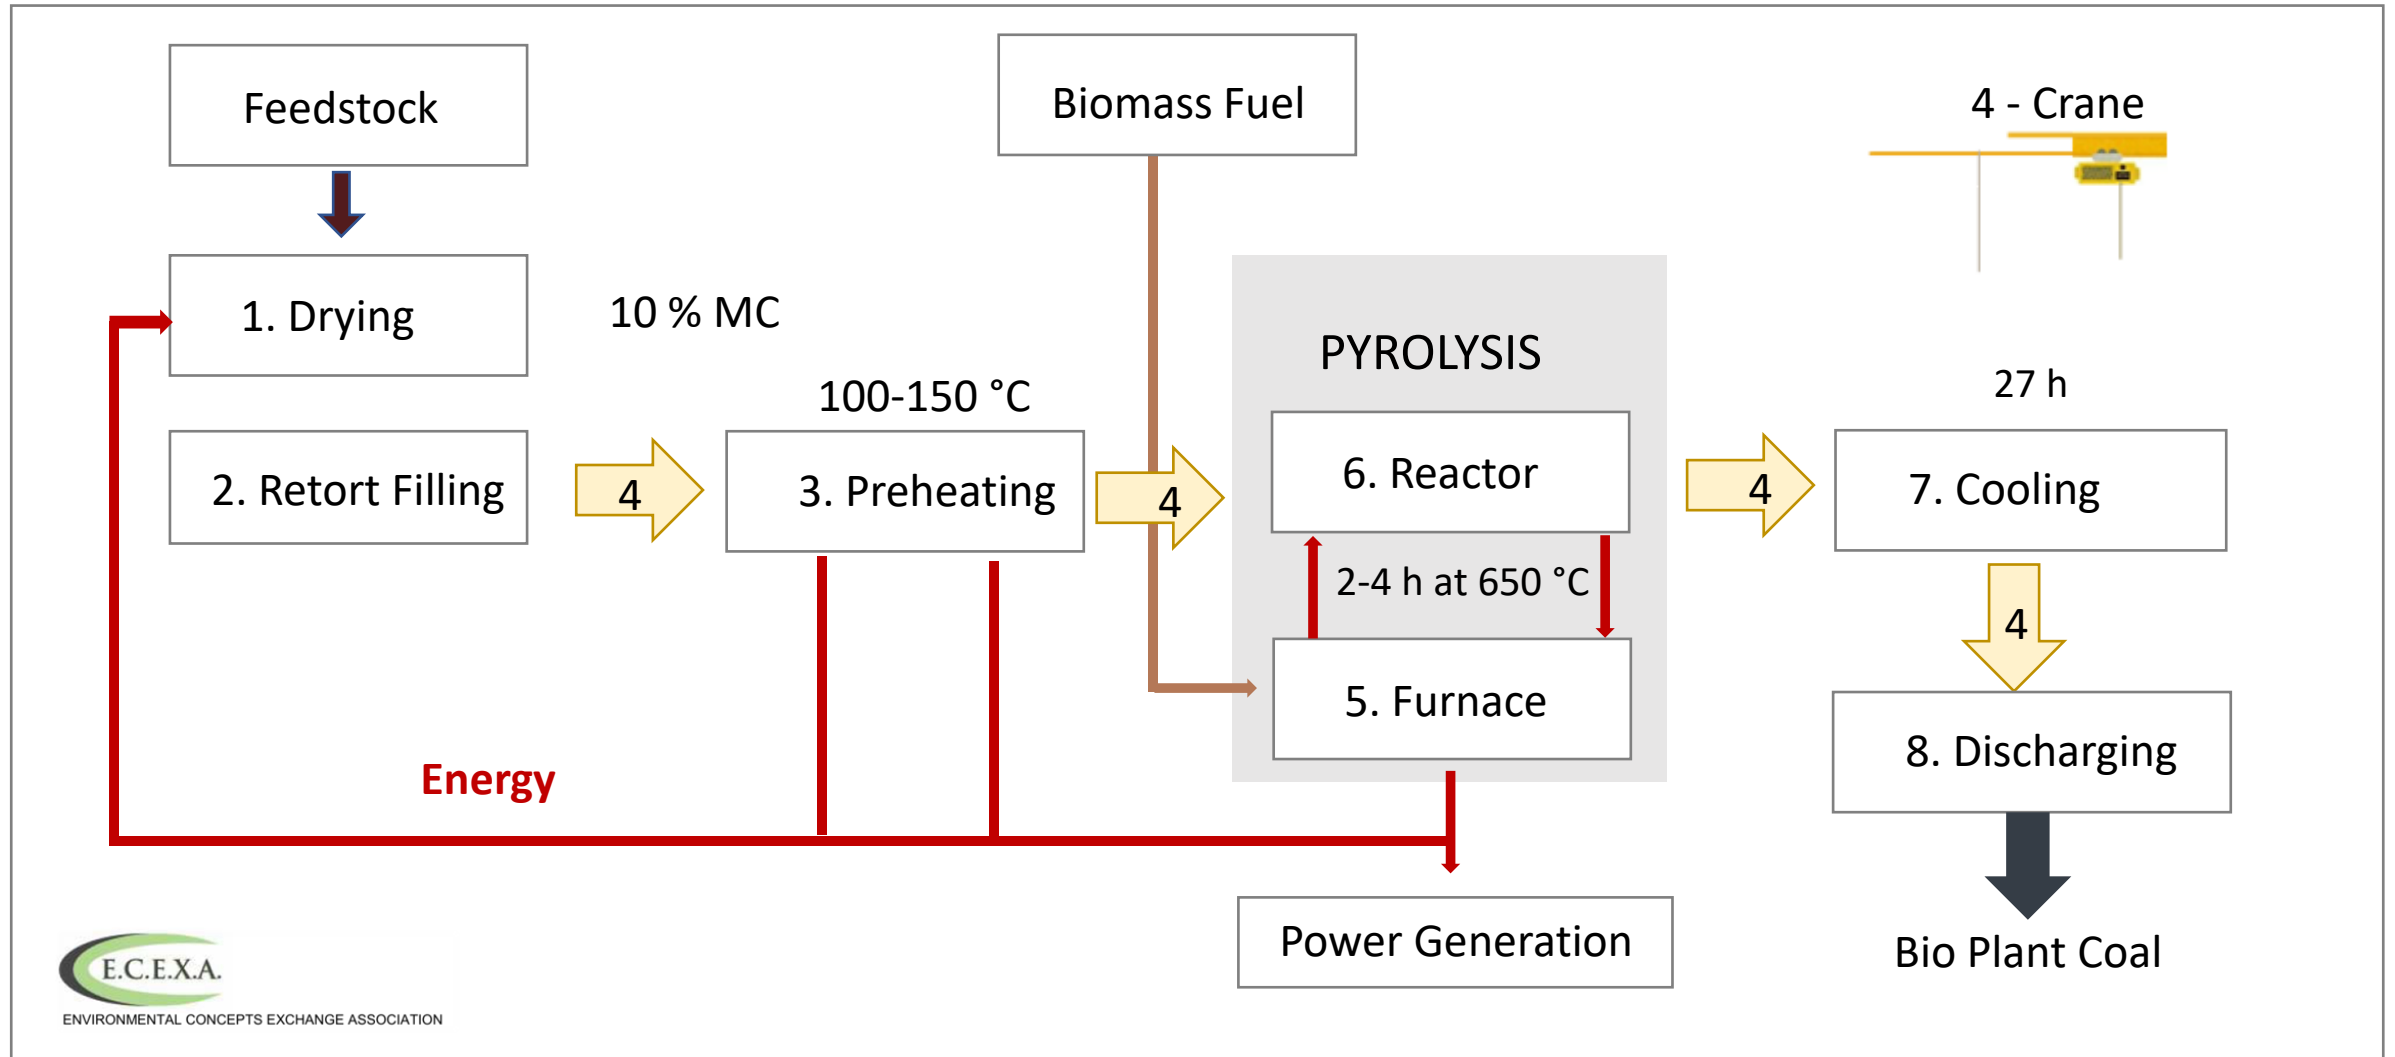 Feedstock
Biomass Fuel
4 - Crane
1. Drying
10 % MC
PYROLYSIS
100-150 °C
27 h
2. Retort Filling
4
3. Preheating
4
6. Reactor
4
7. Cooling
2-4 h at 650 °C
4
5. Furnace
8. Discharging
Energy
Power Generation
Bio Plant Coal
E.C.E.X.A.
ENVIRONMENTAL CONCEPTS EXCHANGE ASSOCIATION